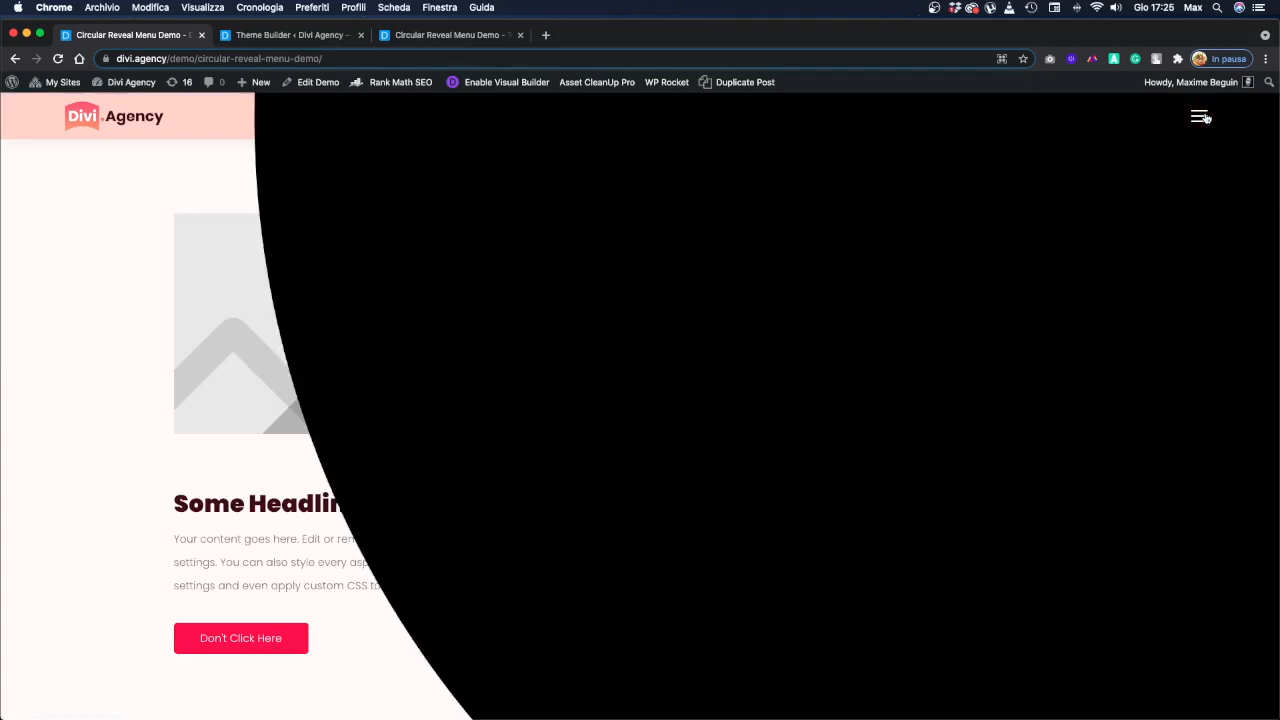 Chrome Archivio Modifica Visualizza Cronologia Preferiti Profili Scheda Finestra Guida Gio 17:25 Max
Circular Reveal Menu Demo - Theme Builder ‹ Divi Agency — Circular Reveal Menu Demo -
divi.agency/demo/circular-reveal-menu-demo/ In pausa
My Sites Divi Agency 16 0 New Edit Demo Rank Math SEO Enable Visual Builder Asset CleanUp Pro WP Rocket Duplicate Post Howdy, Maxime Beguin
Divi.Agency
Some Headlin
Your content goes here. Edit or rem
settings. You can also style every asp
settings and even apply custom CSS to
Don't Click Here